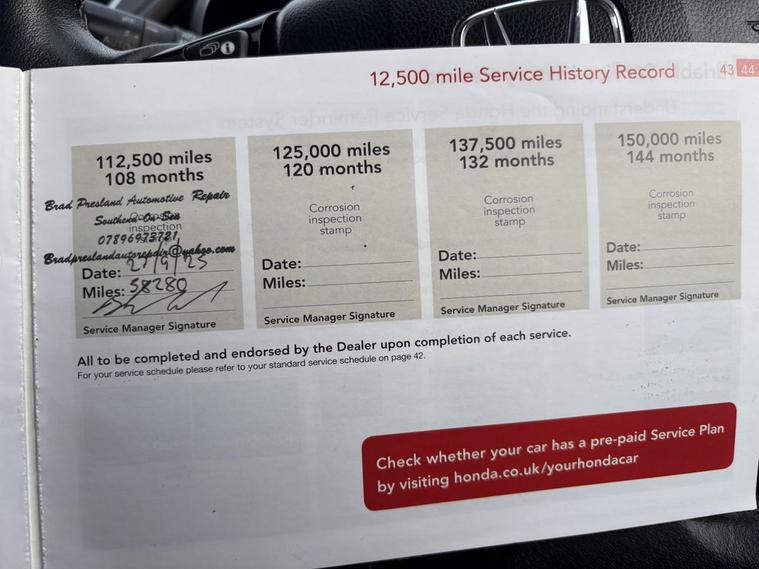 12,500 mile Service History Record
43
44
112,500 miles
108 months
Brad Presland Automotive Repair
Southend-On-Sea
inspection
07896973721
Bradpreslandautorepair@yahoo.com
Date: 27/9/25
Miles: 58280
Service Manager Signature
125,000 miles
120 months
Corrosion
inspection
stamp
Date:
Miles:
Service Manager Signature
137,500 miles
132 months
Corrosion
inspection
stamp
Date:
Miles:
Service Manager Signature
150,000 miles
144 months
Corrosion
inspection
stamp
Date:
Miles:
Service Manager Signature
All to be completed and endorsed by the Dealer upon completion of each service.
For your service schedule please refer to your standard service schedule on page 42.
Check whether your car has a pre-paid Service Plan
by visiting honda.co.uk/yourhondacar